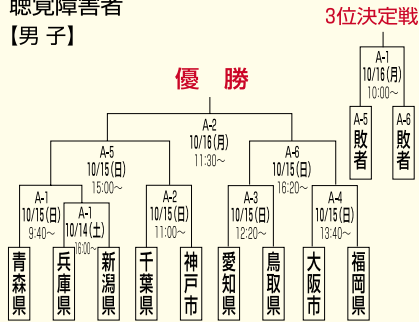 聴覚障害者
【男 子】
3位決定戦
A-1
10/16(月)
10:00～
A-5
敗者
A-6
敗者
優 勝
A-2
10/16(月)
11:30～
A-5
10/15(日)
15:00～
A-6
10/15(日)
16:20～
A-1
10/15(日)
9:40～
A-1
10/14(土)
16:00～
A-2
10/15(日)
11:00～
A-3
10/15(日)
12:20～
A-4
10/15(日)
13:40～
青森県
兵庫県
新潟県
千葉県
神戸市
愛知県
鳥取県
大阪市
福岡県